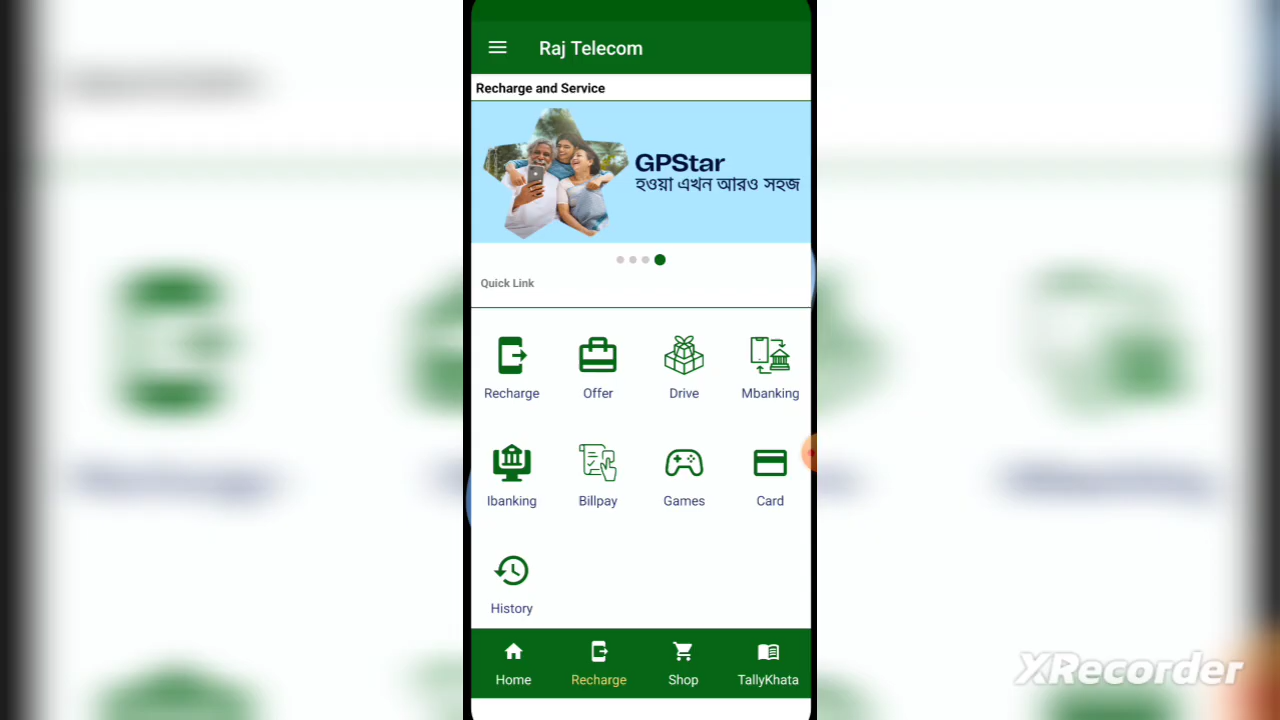 Raj Telecom
Recharge and Service
GPStar
হওয়া এখন আরও সহজ
Quick Link
Recharge
Offer
Drive
Mbanking
Ibanking
Billpay
Games
Card
History
Home
Recharge
Shop
TallyKhata
XRecorder